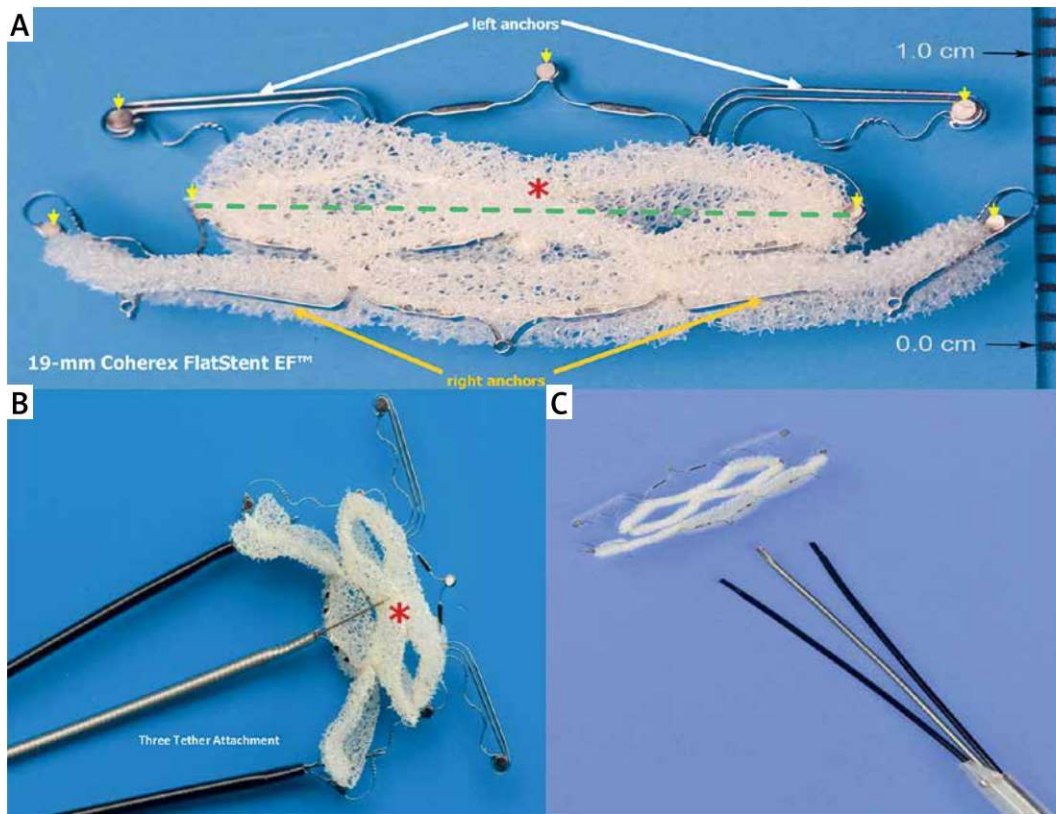 A
left anchors
1.0 cm
*
0.0 cm
19-mm Coherex FlatStent EF™
right anchors
B
C
*
Three Tether Attachment